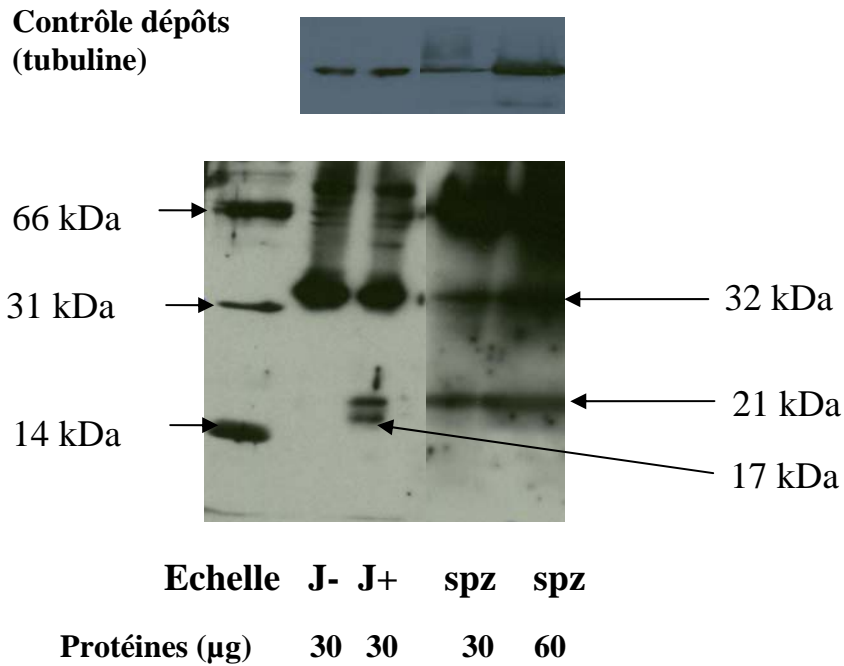 Contrôle dépôts
(tubuline)
66 kDa
31 kDa
14 kDa
32 kDa
21 kDa
17 kDa
Echelle J- J+ spz spz
Protéines (µg) 30 30 30 60